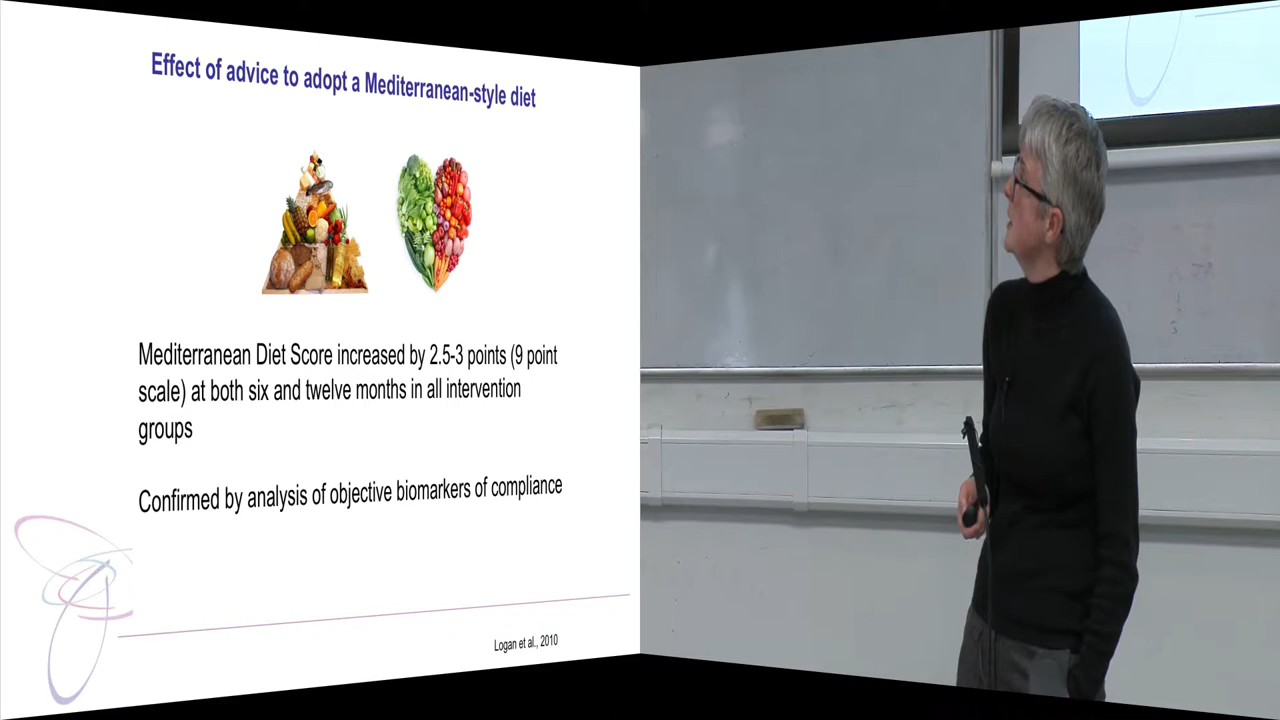 Effect of advice to adopt a Mediterranean-style diet
Mediterranean Diet Score increased by 2.5-3 points (9 point
scale) at both six and twelve months in all intervention
groups
Confirmed by analysis of objective biomarkers of compliance
Logan et al., 2010